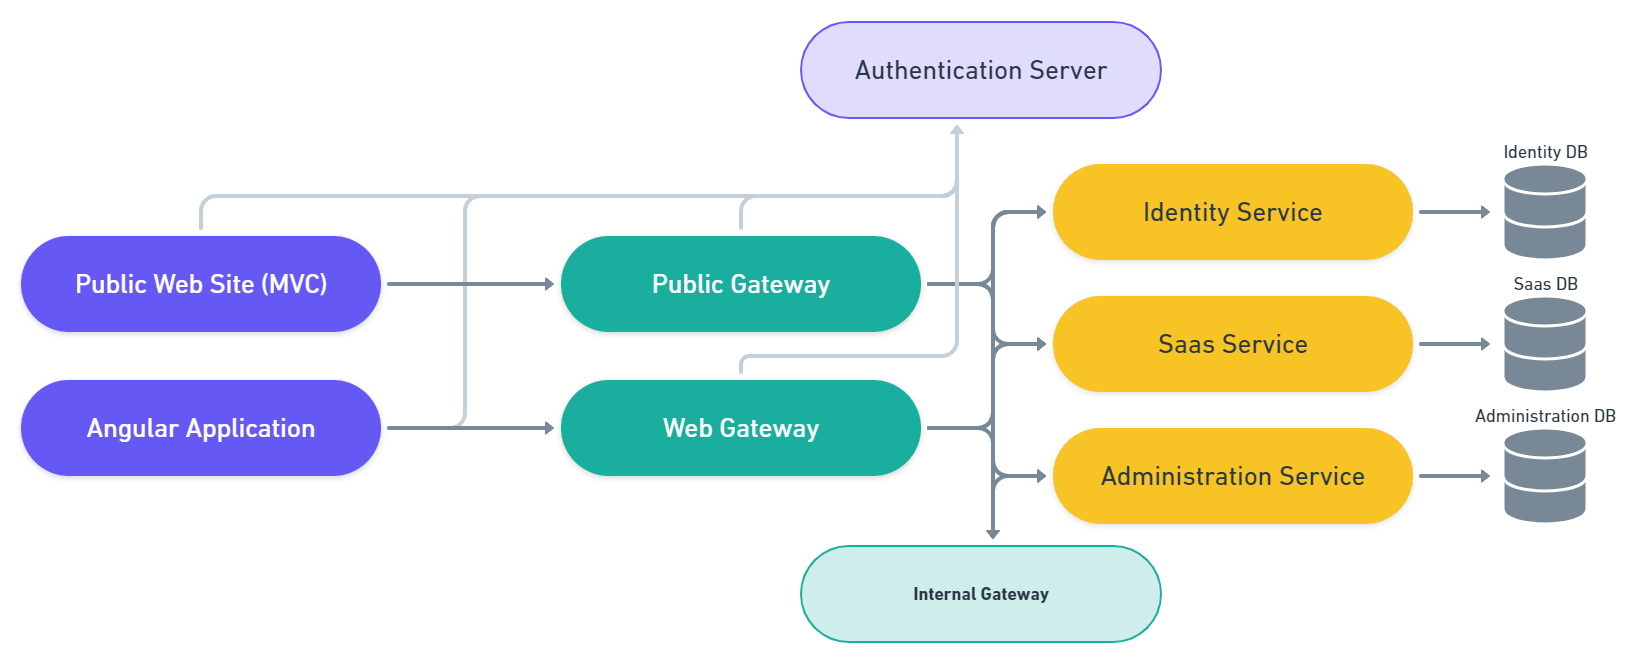 Authentication Server
Identity DB
Identity Service
Public Web Site (MVC)
Public Gateway
Saas DB
Saas Service
Administration DB
Angular Application
Web Gateway
Administration Service
Internal Gateway